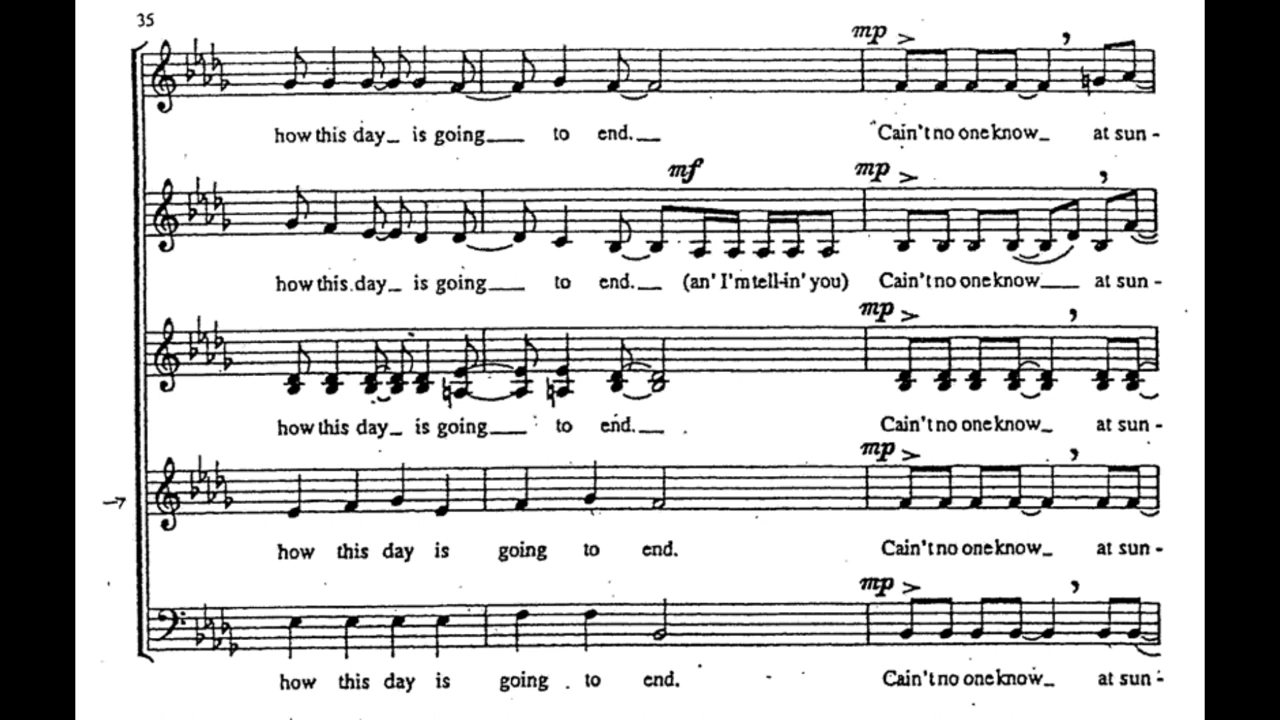 35
mp >
how this day_ is going___ to end.__ Cain't no one know_ at sun -
mf mp >
how this day_ is going___ to end.__ (an' I'm tell-in' you) Cain't no one know___ at sun -
mp >
how this day_ is going___ to end.__ Cain't no one know_ at sun -
mp >
how this day is going to end. Cain't no one know_ at sun -
mp >
how this day is going to end. Cain't no one know_ at sun -